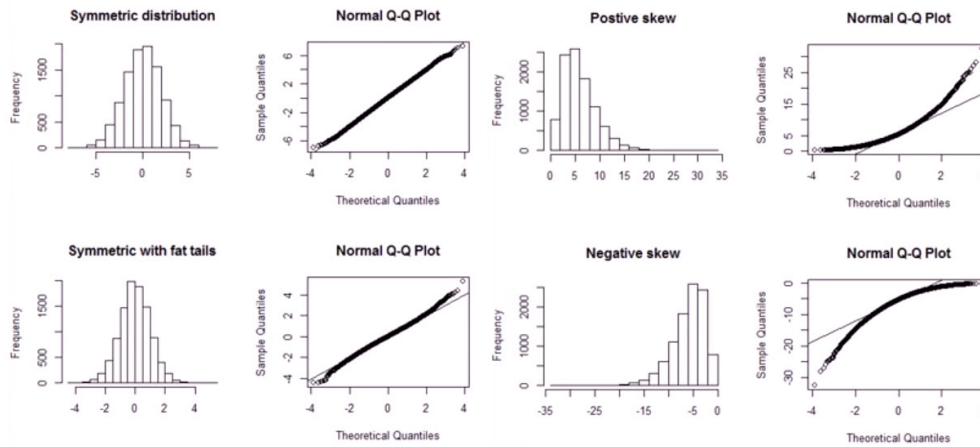 Symmetric distribution
Normal Q-Q Plot
Postive skew
Normal Q-Q Plot
Frequency
0 500 1500
-5 0 5
Sample Quantiles
-6 -2 2 6
-4 -2 0 2 4
Theoretical Quantiles
Frequency
0 1000 2000
0 5 10 15 20 25 30 35
Sample Quantiles
0 5 15 25
-4 -2 0 2
Theoretical Quantiles
Symmetric with fat tails
Normal Q-Q Plot
Negative skew
Normal Q-Q Plot
Frequency
0 500 1500
-4 -2 0 2 4
Sample Quantiles
-4 -2 0 2 4
-4 -2 0 2 4
Theoretical Quantiles
Frequency
0 1000 2000
-35 -25 -15 -5 0
Sample Quantiles
-30 -20 -10 0
-4 -2 0 2
Theoretical Quantiles